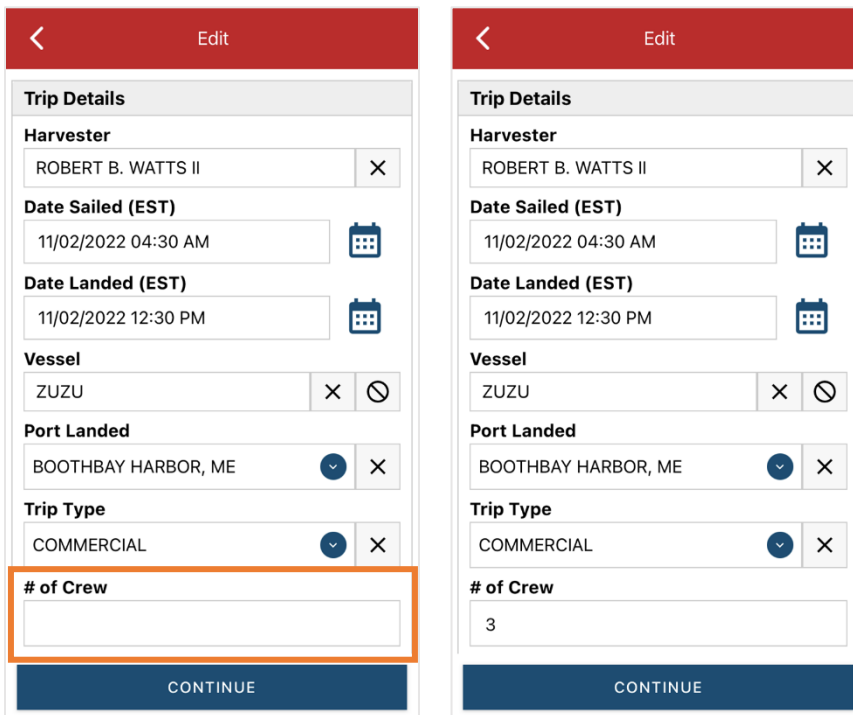 Edit
Trip Details
Harvester
ROBERT B. WATTS II
Date Sailed (EST)
11/02/2022 04:30 AM
Date Landed (EST)
11/02/2022 12:30 PM
Vessel
ZUZU
Port Landed
BOOTHBAY HARBOR, ME
Trip Type
COMMERCIAL
# of Crew
CONTINUE
Edit
Trip Details
Harvester
ROBERT B. WATTS II
Date Sailed (EST)
11/02/2022 04:30 AM
Date Landed (EST)
11/02/2022 12:30 PM
Vessel
ZUZU
Port Landed
BOOTHBAY HARBOR, ME
Trip Type
COMMERCIAL
# of Crew
3
CONTINUE